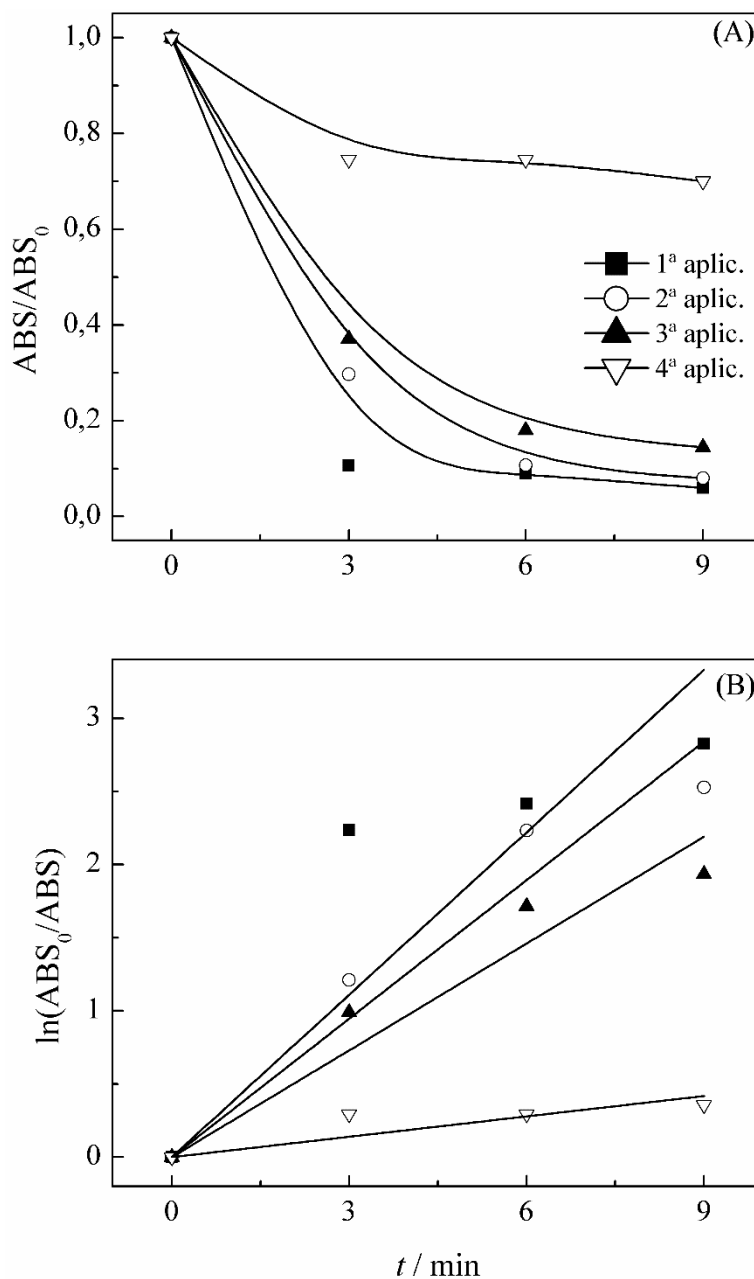 (A)
1,0
0,8
0,6
0,4
0,2
0,0
ABS/ABS₀
1ª aplic.
2ª aplic.
3ª aplic.
4ª aplic.
0 3 6 9
(B)
3
2
1
0
ln(ABS₀/ABS)
0 3 6 9
t / min